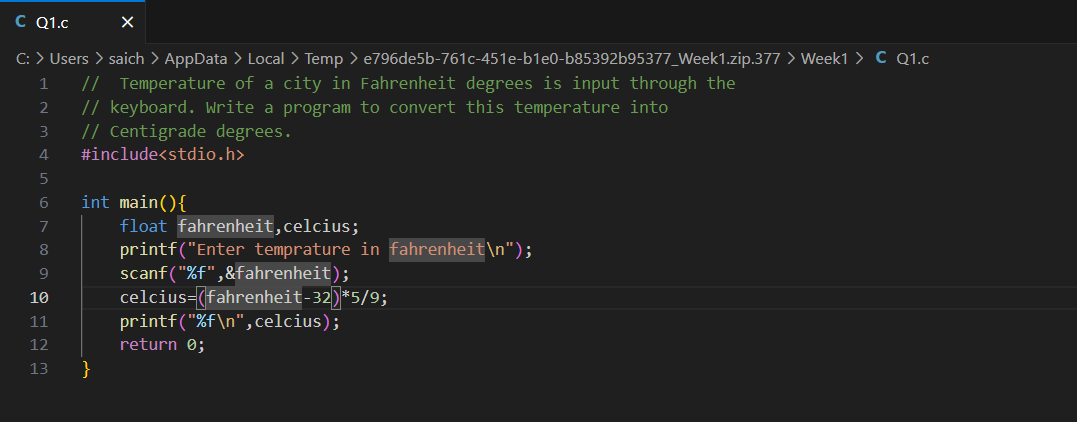 C Q1.c ×
C: > Users > saich > AppData > Local > Temp > e796de5b-761c-451e-b1e0-b85392b95377_Week1.zip.377 > Week1 > C Q1.c
1 //  Temperature of a city in Fahrenheit degrees is input through the
2 // keyboard. Write a program to convert this temperature into
3 // Centigrade degrees.
4 #include<stdio.h>
5
6 int main(){
7     float fahrenheit,celcius;
8     printf("Enter temprature in fahrenheit\n");
9     scanf("%f",&fahrenheit);
10     celcius=(fahrenheit-32)*5/9;
11     printf("%f\n",celcius);
12     return 0;
13 }